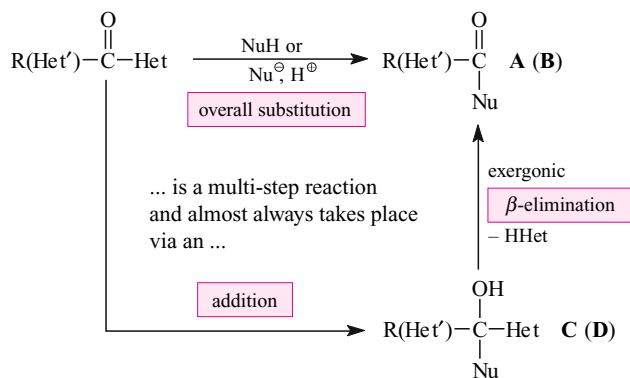 O
R(Het′)—C—Het
NuH or
Nu⊖, H⊕
overall substitution
O
R(Het′)—C
Nu
A (B)
... is a multi-step reaction
and almost always takes place
via an ...
exergonic
β-elimination
– HHet
addition
OH
R(Het′)—C—Het
Nu
C (D)